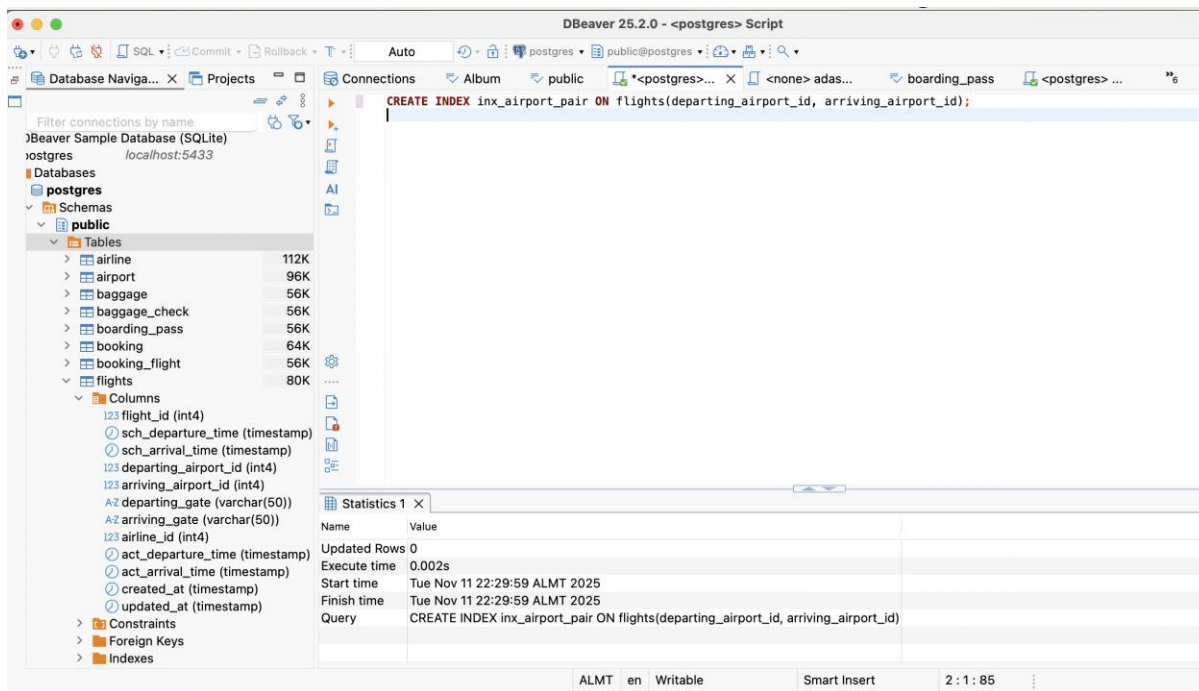 DBeaver 25.2.0 - <postgres> Script
SQL Commit Rollback T Auto postgres public@postgres
Database Naviga... Projects
Connections Album public *<postgres>... <none> adas... boarding_pass <postgres> ... »6
Filter connections by name
CREATE INDEX inx_airport_pair ON flights(departing_airport_id, arriving_airport_id);
DBeaver Sample Database (SQLite)
postgres localhost:5433
Databases
postgres
Schemas
public
Tables
airline 112K
airport 96K
baggage 56K
baggage_check 56K
boarding_pass 56K
booking 64K
booking_flight 56K
flights 80K
Columns
123 flight_id (int4)
sch_departure_time (timestamp)
sch_arrival_time (timestamp)
123 departing_airport_id (int4)
123 arriving_airport_id (int4)
A-Z departing_gate (varchar(50))
A-Z arriving_gate (varchar(50))
123 airline_id (int4)
act_departure_time (timestamp)
act_arrival_time (timestamp)
created_at (timestamp)
updated_at (timestamp)
Constraints
Foreign Keys
Indexes
AI
Statistics 1
Name Value
Updated Rows 0
Execute time 0.002s
Start time Tue Nov 11 22:29:59 ALMT 2025
Finish time Tue Nov 11 22:29:59 ALMT 2025
Query CREATE INDEX inx_airport_pair ON flights(departing_airport_id, arriving_airport_id)
ALMT en Writable Smart Insert 2 : 1 : 85